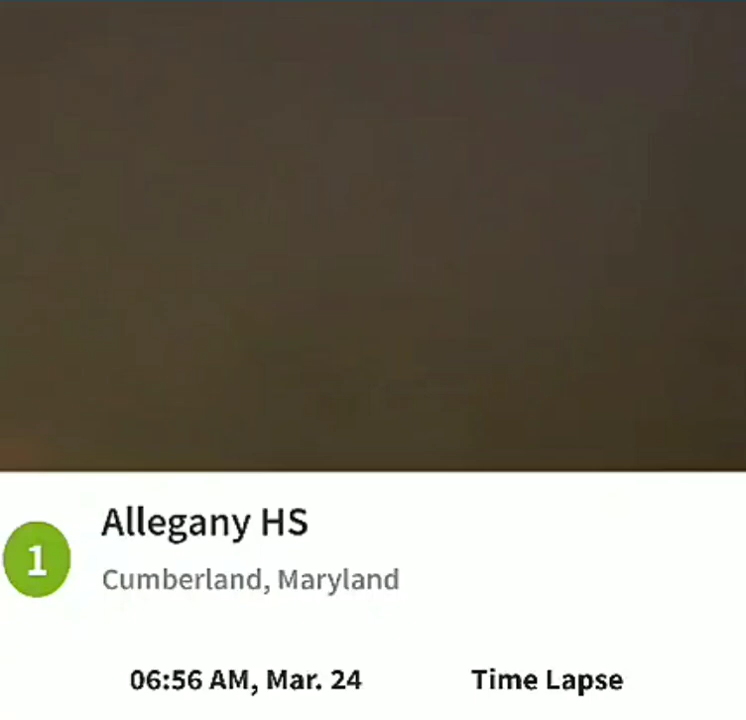 Allegany HS
1
Cumberland, Maryland
06:56 AM, Mar. 24
Time Lapse